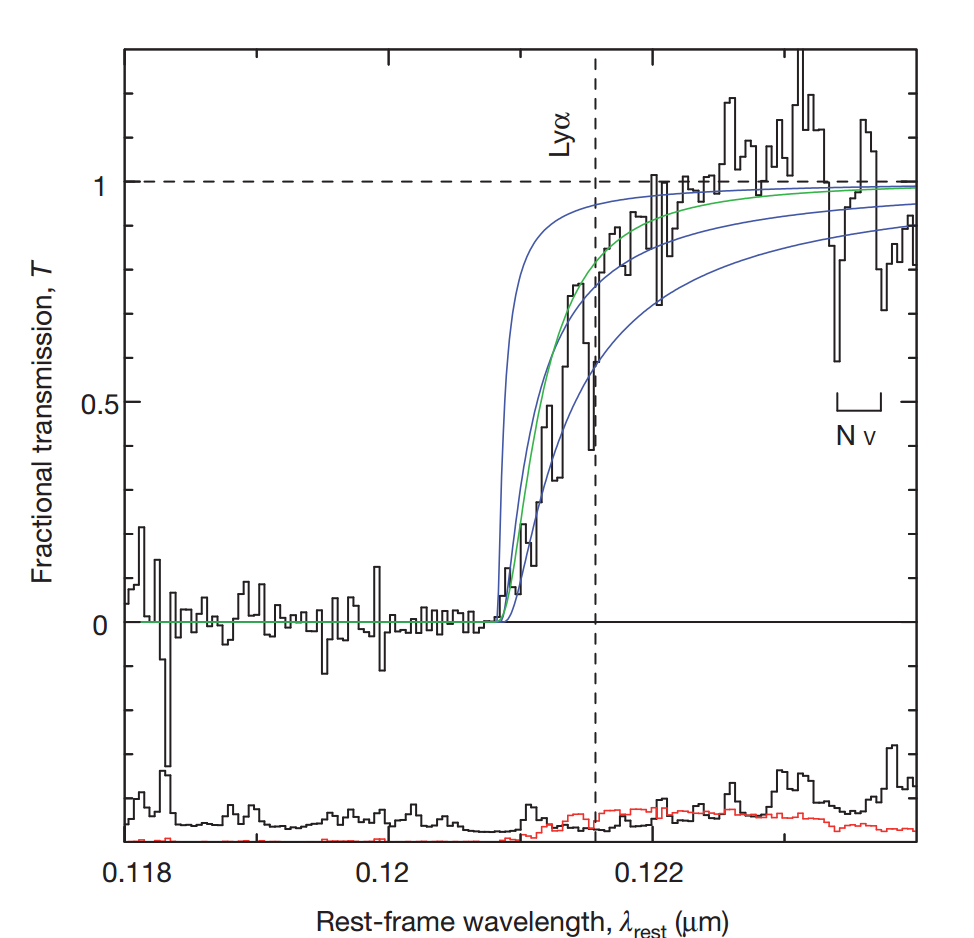 Lyα
1
0.5
0
N V
0.118
0.12
0.122
Fractional transmission, T
Rest-frame wavelength, λrest (μm)